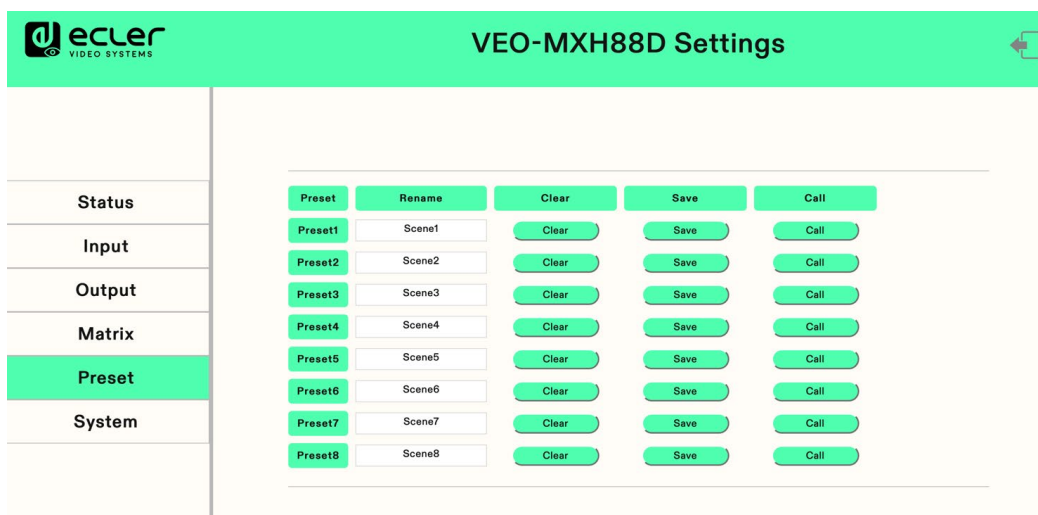 ecler
VIDEO SYSTEMS
VEO-MXH88D Settings
Status
Input
Output
Matrix
Preset
System
Preset Rename Clear Save Call
Preset1 Scene1 Clear Save Call
Preset2 Scene2 Clear Save Call
Preset3 Scene3 Clear Save Call
Preset4 Scene4 Clear Save Call
Preset5 Scene5 Clear Save Call
Preset6 Scene6 Clear Save Call
Preset7 Scene7 Clear Save Call
Preset8 Scene8 Clear Save Call